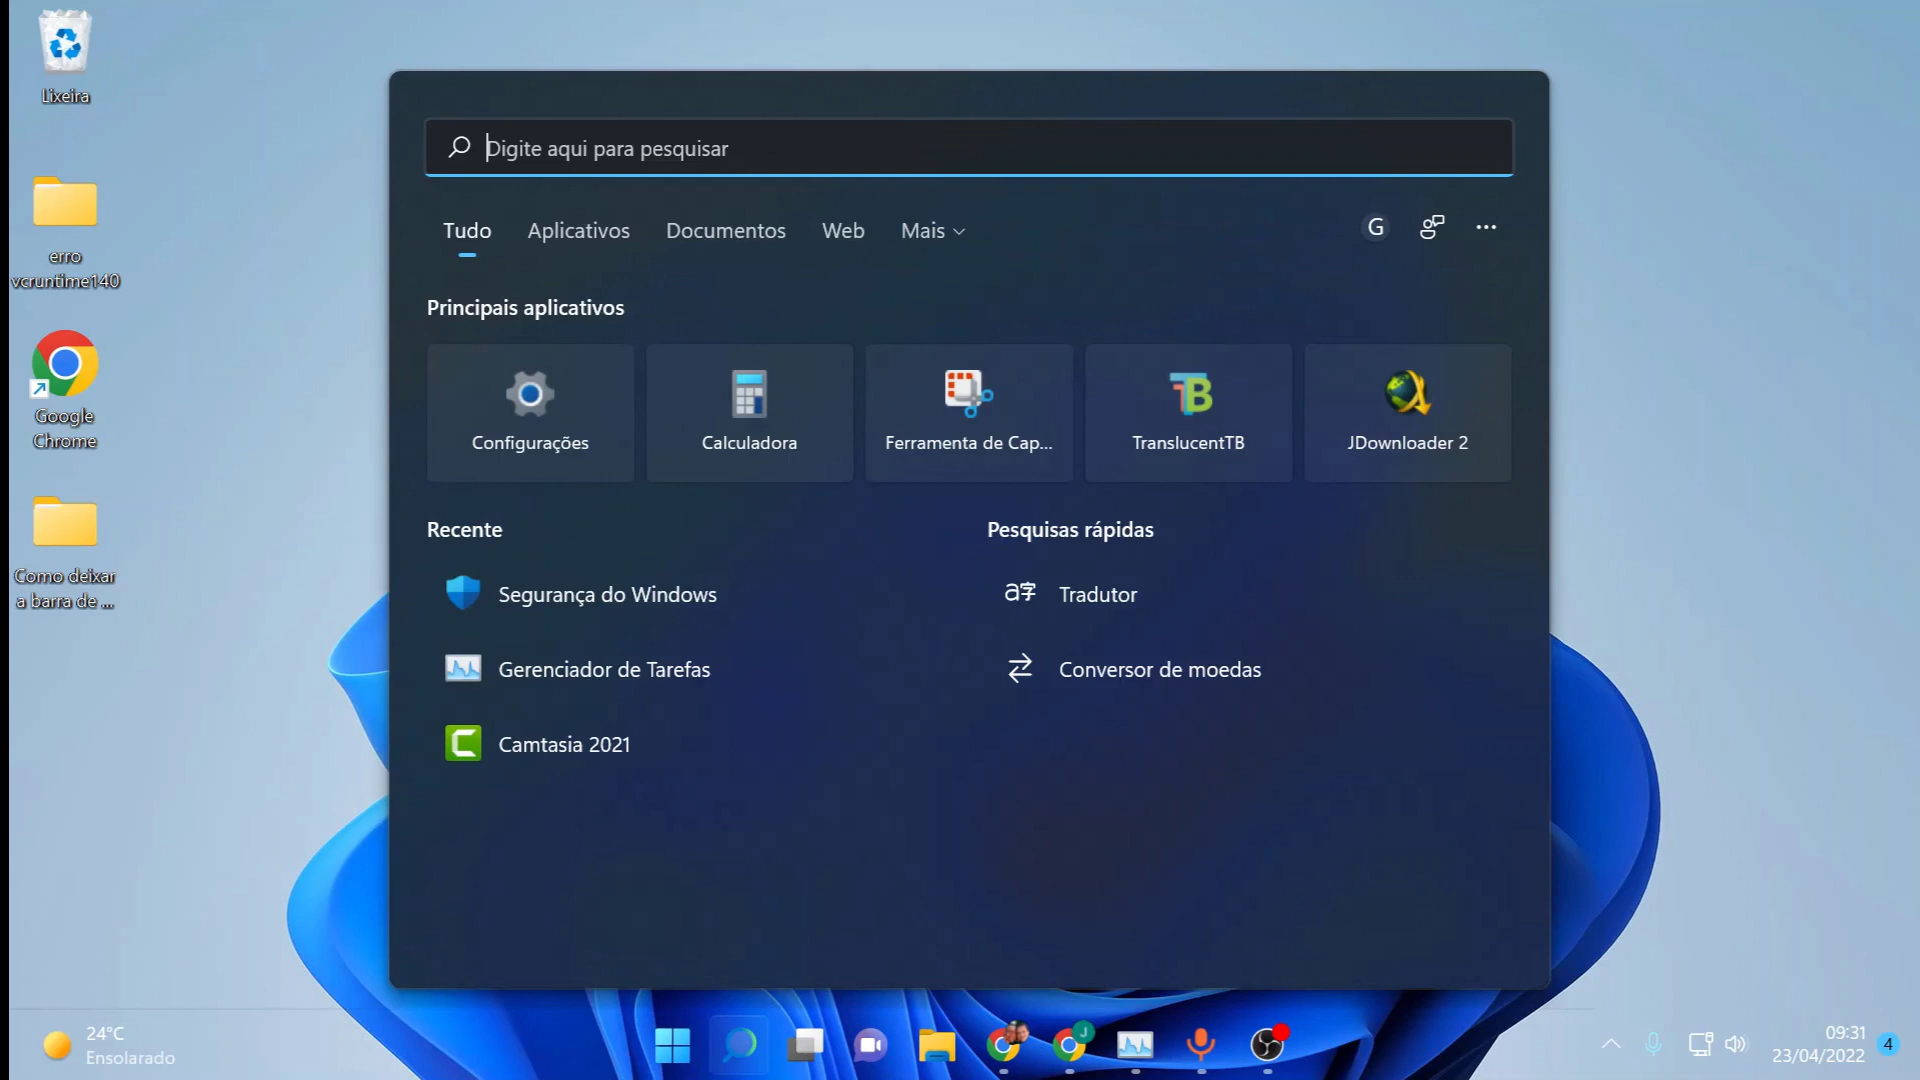 Lixeira
erro
vcruntime140
Google
Chrome
Como deixar
a barra de ...
Digite aqui para pesquisar
Tudo
Aplicativos
Documentos
Web
Mais
G
Principais aplicativos
Configurações
Calculadora
Ferramenta de Cap...
TranslucentTB
JDownloader 2
Recente
Pesquisas rápidas
Segurança do Windows
Tradutor
Gerenciador de Tarefas
Conversor de moedas
Camtasia 2021
24°C
Ensolarado
J
09:31
23/04/2022
4